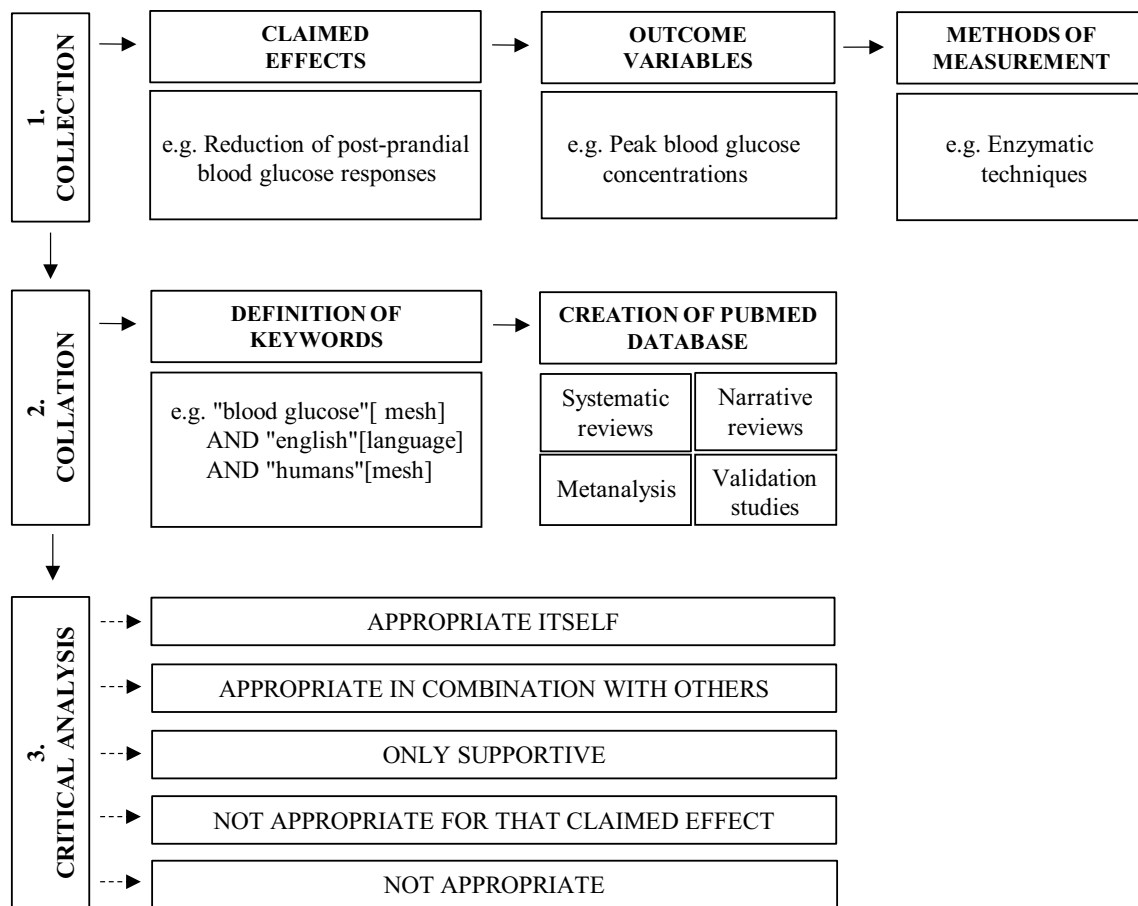 1.
COLLECTION
CLAIMED
EFFECTS
e.g. Reduction of post-prandial
blood glucose responses
OUTCOME
VARIABLES
e.g. Peak blood glucose
concentrations
METHODS OF
MEASUREMENT
e.g. Enzymatic
techniques
2.
COLLATION
DEFINITION OF
KEYWORDS
e.g. "blood glucose"[ mesh]
AND "english"[language]
AND "humans"[mesh]
CREATION OF PUBMED
DATABASE
Systematic
reviews
Narrative
reviews
Metanalysis
Validation
studies
3.
CRITICAL ANALYSIS
APPROPRIATE ITSELF
APPROPRIATE IN COMBINATION WITH OTHERS
ONLY SUPPORTIVE
NOT APPROPRIATE FOR THAT CLAIMED EFFECT
NOT APPROPRIATE